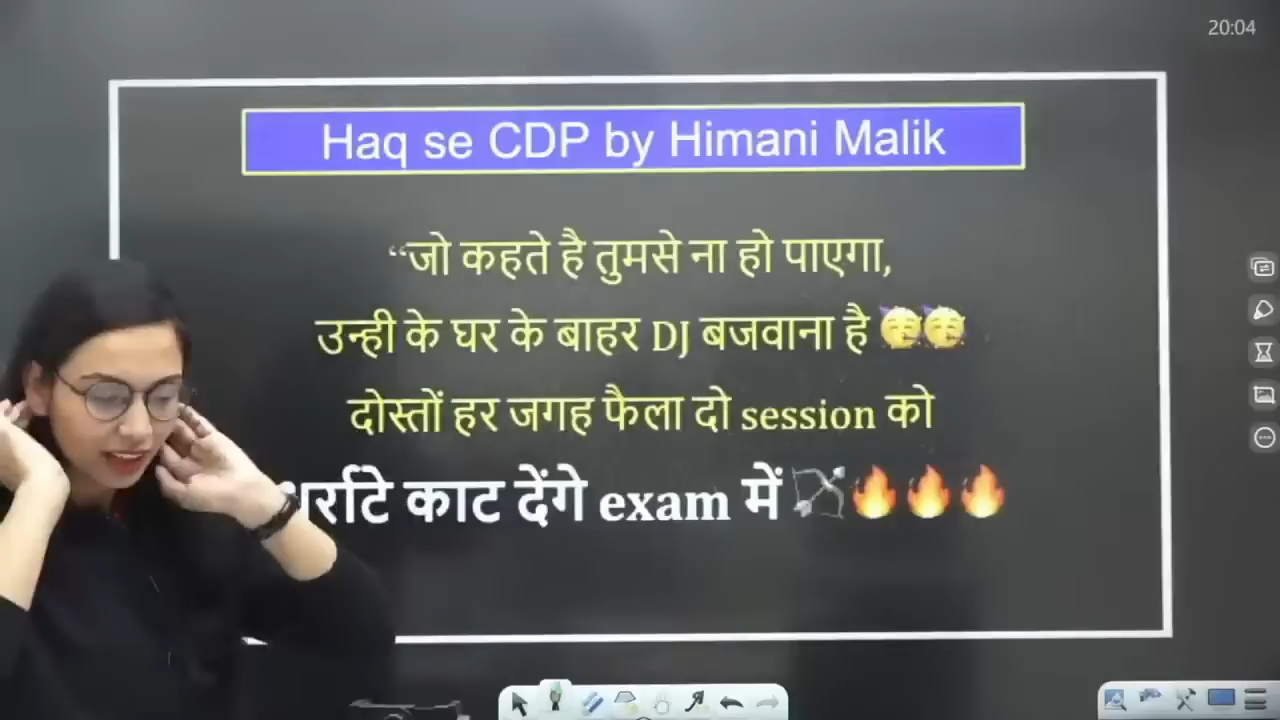 20:04
Haq se CDP by Himani Malik
“जो कहते है तुमसे ना हो पाएगा,
उन्ही के घर के बाहर DJ बजवाना है 🥳🥳
दोस्तों हर जगह फैला दो session को
काट देंगे exam में 🏹🔥🔥🔥